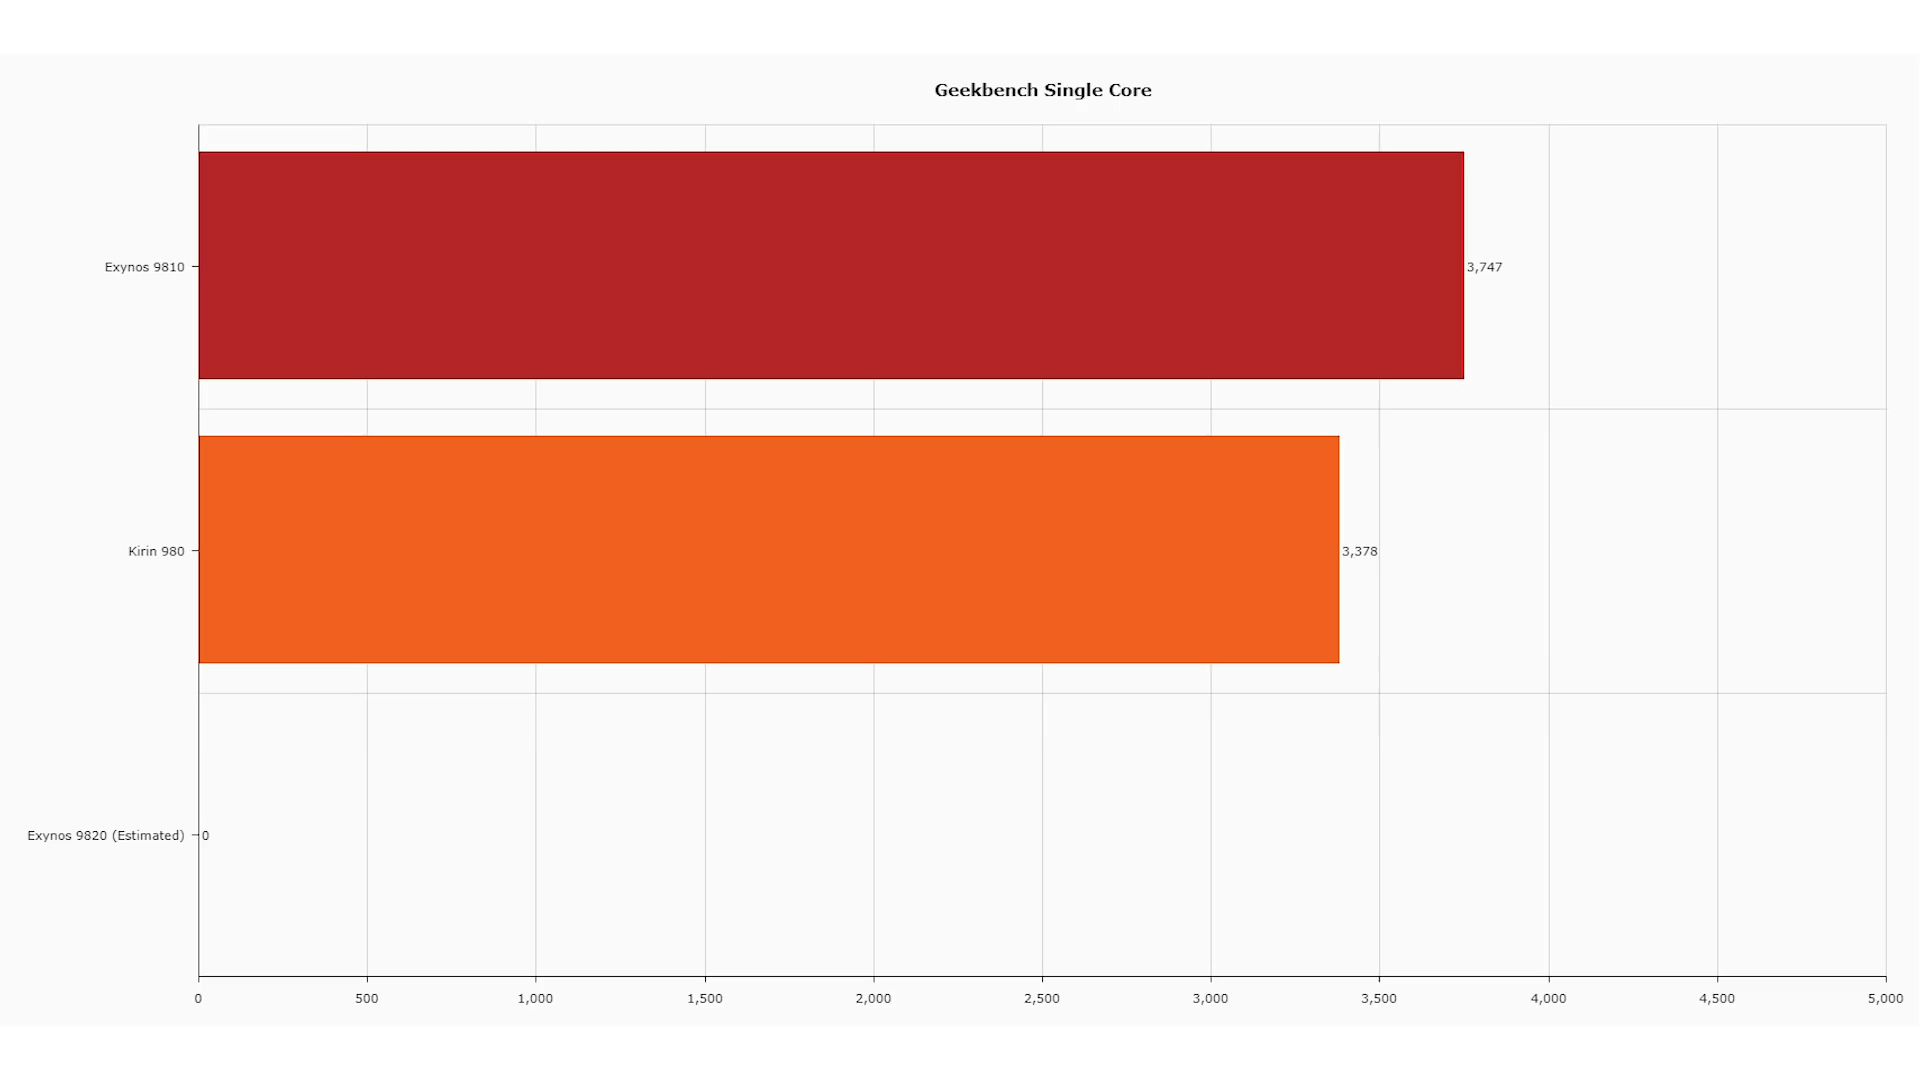 Geekbench Single Core
Exynos 9810
3,747
Kirin 980
3,378
Exynos 9820 (Estimated)
0
0 500 1,000 1,500 2,000 2,500 3,000 3,500 4,000 4,500 5,000